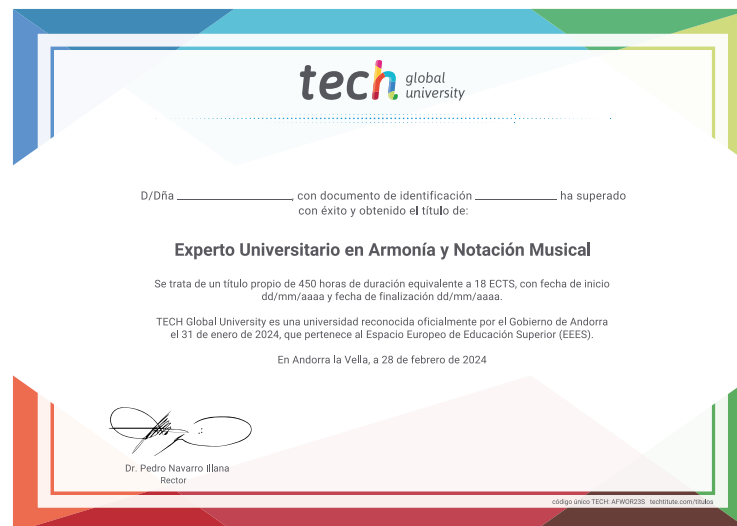 tech global university
D/Dña ____________________, con documento de identificación ______________ ha superado
con éxito y obtenido el título de:
Experto Universitario en Armonía y Notación Musical
Se trata de un título propio de 450 horas de duración equivalente a 18 ECTS, con fecha de inicio
dd/mm/aaaa y fecha de finalización dd/mm/aaaa.
TECH Global University es una universidad reconocida oficialmente por el Gobierno de Andorra
el 31 de enero de 2024, que pertenece al Espacio Europeo de Educación Superior (EEES).
En Andorra la Vella, a 28 de febrero de 2024
Dr. Pedro Navarro Illana
Rector
código único TECH: AFWOR23S techtitute.com/titulos